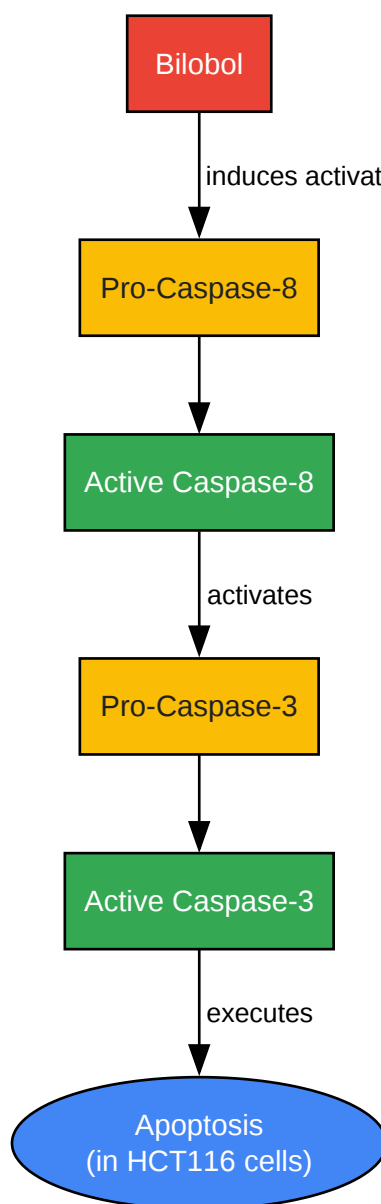 Bilobol
induces activat
Pro-Caspase-8
Active Caspase-8
activates
Pro-Caspase-3
Active Caspase-3
executes
Apoptosis
(in HCT116 cells)